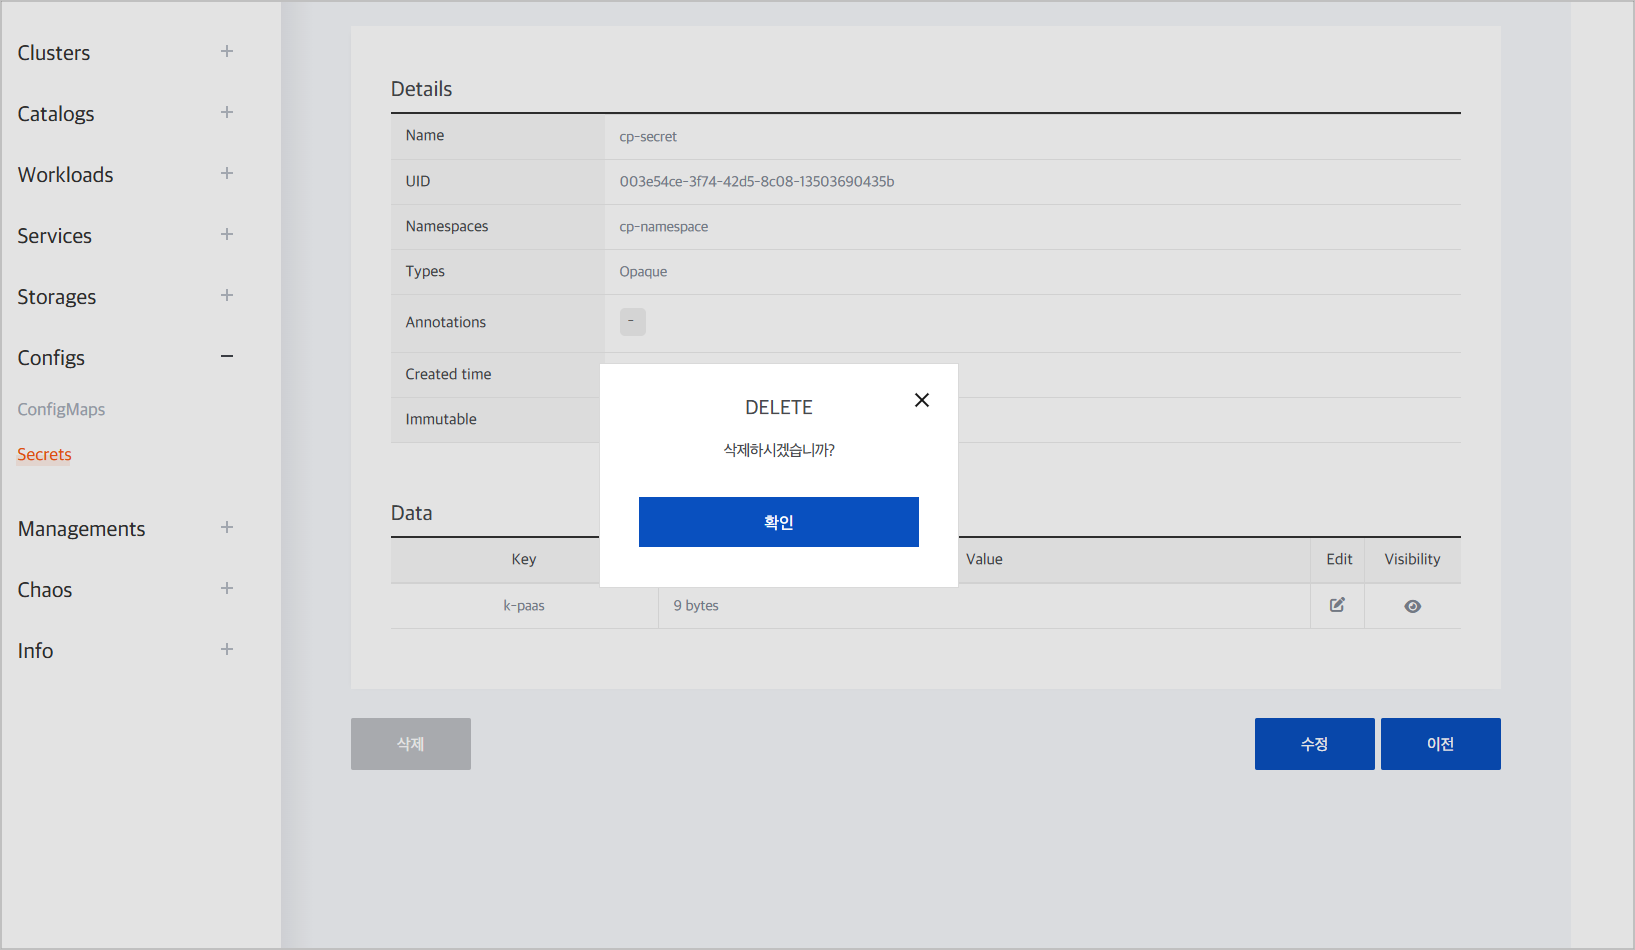 Clusters
Catalogs
Workloads
Services
Storages
Configs
ConfigMaps
Secrets
Managements
Chaos
Info
Details
Name cp-secret
UID 003e54ce-3f74-42d5-8c08-13503690435b
Namespaces cp-namespace
Types Opaque
Annotations -
Created time
Immutable
DELETE
삭제하시겠습니까?
확인
Data
Key Value Edit Visibility
k-paas 9 bytes
삭제 수정 이전